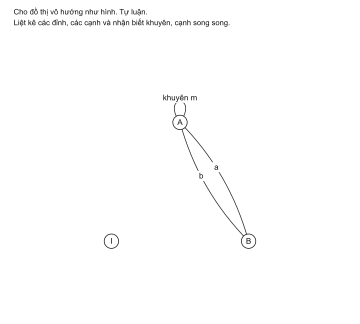 Cho đồ thị vô hướng như hình. Tự luận.
Liệt kê các đỉnh, các cạnh và nhận biết khuyên, cạnh song song.
khuyên m
A
a
b
I
B